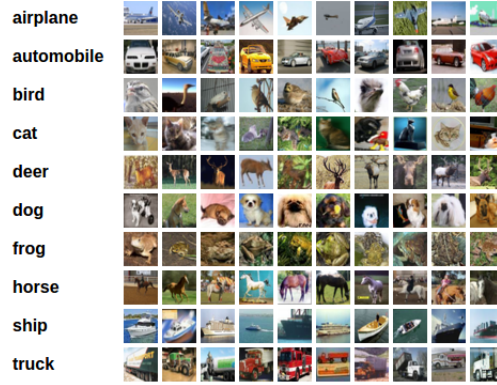 airplane
automobile
bird
cat
deer
dog
frog
horse
ship
truck